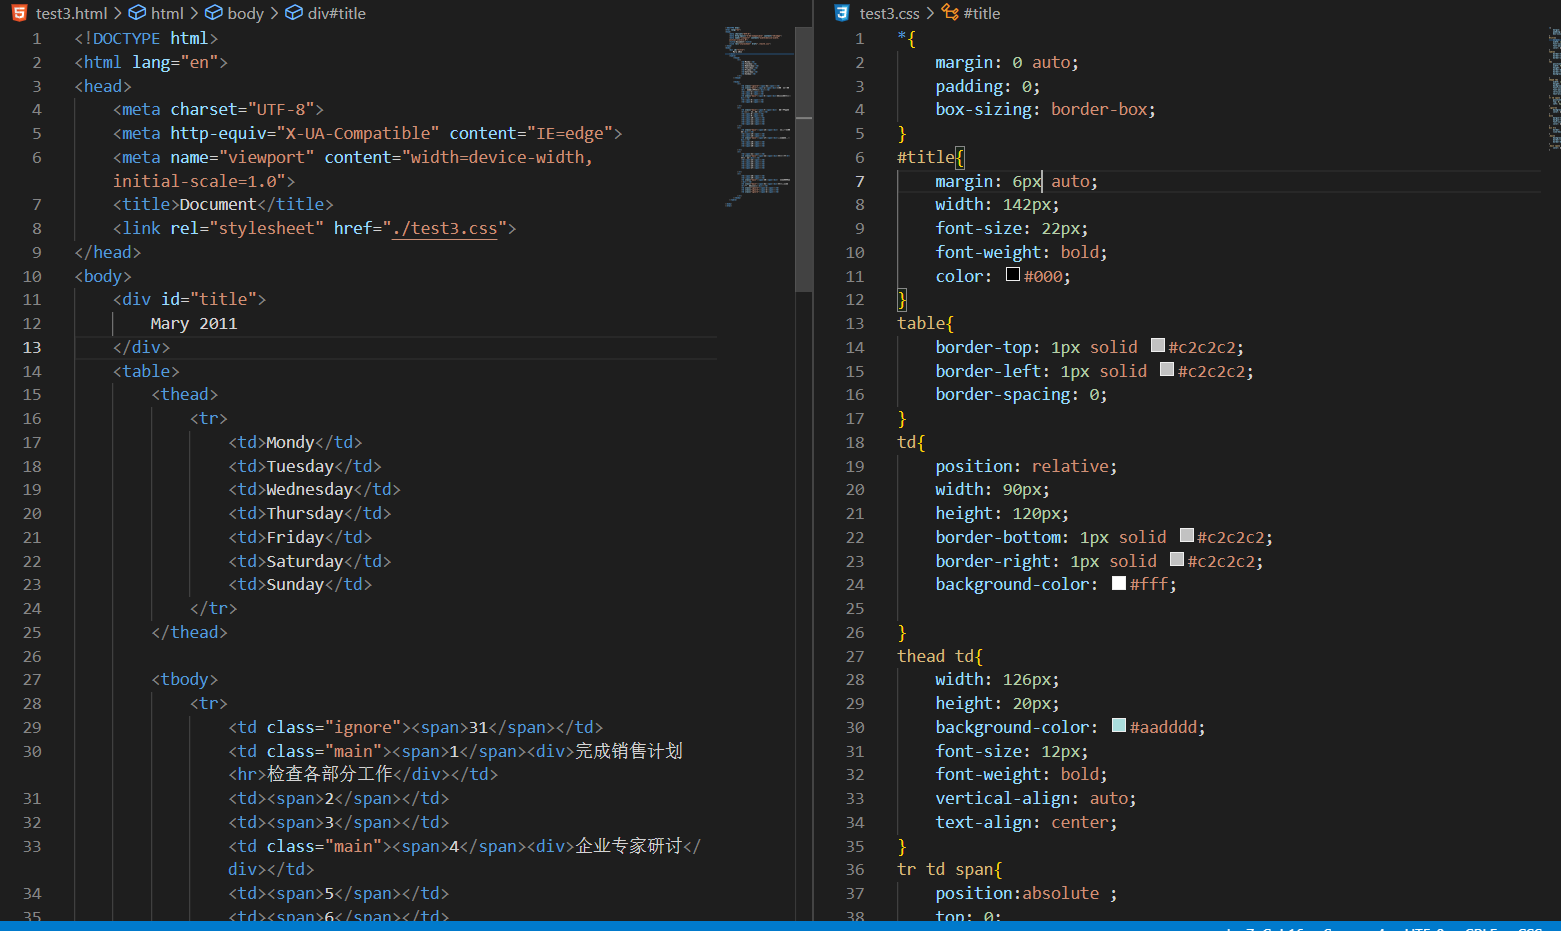 test3.html > html > body > div#title
1 <!DOCTYPE html>
2 <html lang="en">
3 <head>
4 <meta charset="UTF-8">
5 <meta http-equiv="X-UA-Compatible" content="IE=edge">
6 <meta name="viewport" content="width=device-width,
initial-scale=1.0">
7 <title>Document</title>
8 <link rel="stylesheet" href="./test3.css">
9 </head>
10 <body>
11 <div id="title">
12 Mary 2011
13 </div>
14 <table>
15 <thead>
16 <tr>
17 <td>Mondy</td>
18 <td>Tuesday</td>
19 <td>Wednesday</td>
20 <td>Thursday</td>
21 <td>Friday</td>
22 <td>Saturday</td>
23 <td>Sunday</td>
24 </tr>
25 </thead>
26
27 <tbody>
28 <tr>
29 <td class="ignore"><span>31</span></td>
30 <td class="main"><span>1</span><div>完成销售计划
<hr>检查各部分工作</div></td>
31 <td><span>2</span></td>
32 <td><span>3</span></td>
33 <td class="main"><span>4</span><div>企业专家研讨</
div></td>
34 <td><span>5</span></td>
35 <td><span>6</span></td>
test3.css > #title
1 *{
2 margin: 0 auto;
3 padding: 0;
4 box-sizing: border-box;
5 }
6 #title{
7 margin: 6px auto;
8 width: 142px;
9 font-size: 22px;
10 font-weight: bold;
11 color: #000;
12 }
13 table{
14 border-top: 1px solid #c2c2c2;
15 border-left: 1px solid #c2c2c2;
16 border-spacing: 0;
17 }
18 td{
19 position: relative;
20 width: 90px;
21 height: 120px;
22 border-bottom: 1px solid #c2c2c2;
23 border-right: 1px solid #c2c2c2;
24 background-color: #fff;
25
26 }
27 thead td{
28 width: 126px;
29 height: 20px;
30 background-color: #aadddd;
31 font-size: 12px;
32 font-weight: bold;
33 vertical-align: auto;
34 text-align: center;
35 }
36 tr td span{
37 position:absolute ;
38 top: 0;